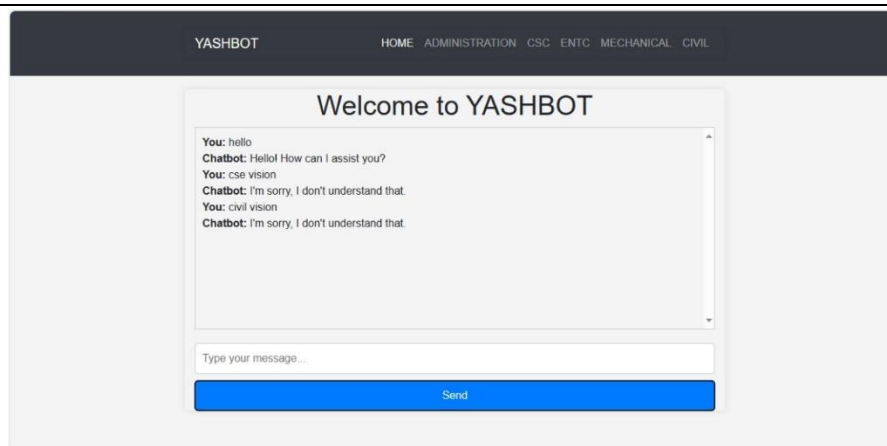 YASHBOT HOME ADMINISTRATION CSC ENTC MECHANICAL CIVIL
Welcome to YASHBOT
You: hello
Chatbot: Hello! How can I assist you?
You: cse vision
Chatbot: I'm sorry, I don't understand that.
You: civil vision
Chatbot: I'm sorry, I don't understand that.
Type your message...
Send